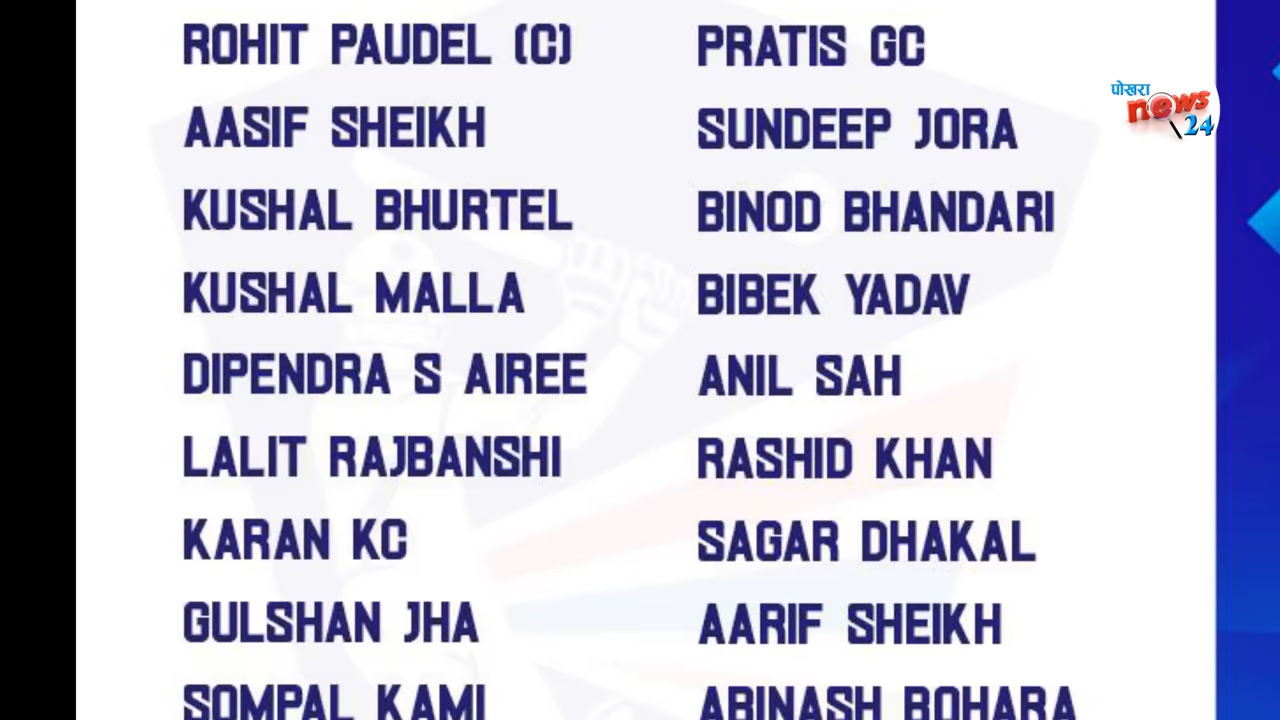 ROHIT PAUDEL (C)
AASIF SHEIKH
KUSHAL BHURTEL
KUSHAL MALLA
DIPENDRA S AIREE
LALIT RAJBANSHI
KARAN KC
GULSHAN JHA
SOMPAL KAMI
PRATIS GC
SUNDEEP JORA
BINOD BHANDARI
BIBEK YADAV
ANIL SAH
RASHID KHAN
SAGAR DHAKAL
AARIF SHEIKH
ABINASH BOHARA
पोखरा
news
24